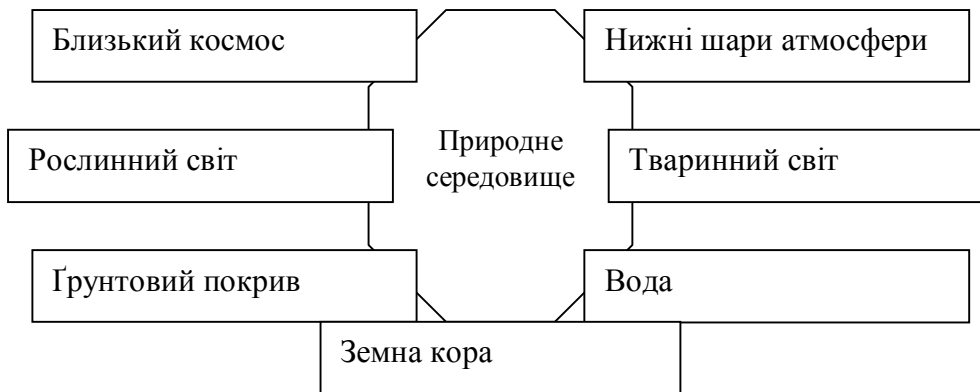 Близький космос
Нижні шари атмосфери
Природне
середовище
Рослинний світ
Тваринний світ
Ґрунтовий покрив
Вода
Земна кора